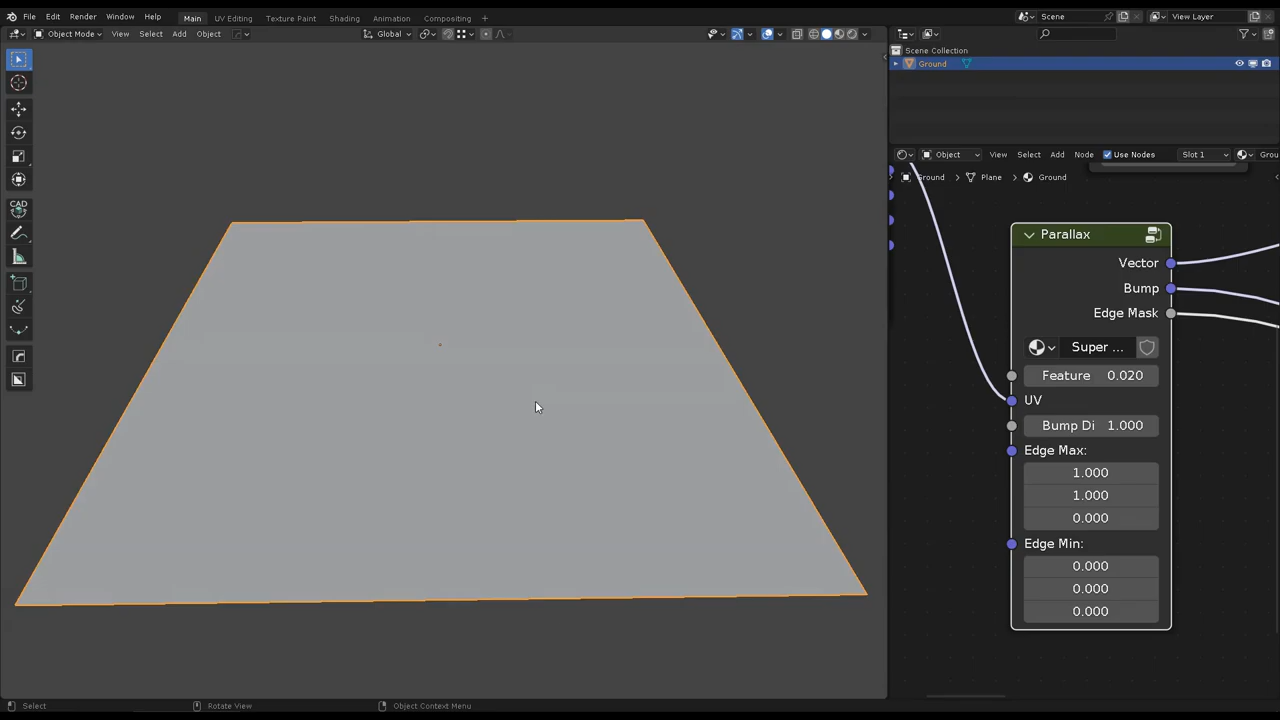 File Edit Render Window Help Main UV Editing Texture Paint Shading Animation Compositing + Scene View Layer
Object Mode View Select Add Object Global
Scene Collection
Ground
Object View Select Add Node Use Nodes Slot 1 Grou
Ground > Plane > Ground
Parallax
Vector
Bump
Edge Mask
Super ...
Feature 0.020
UV
Bump Di 1.000
Edge Max:
1.000
1.000
0.000
Edge Min:
0.000
0.000
0.000
CAD
Select Rotate View Object Context Menu